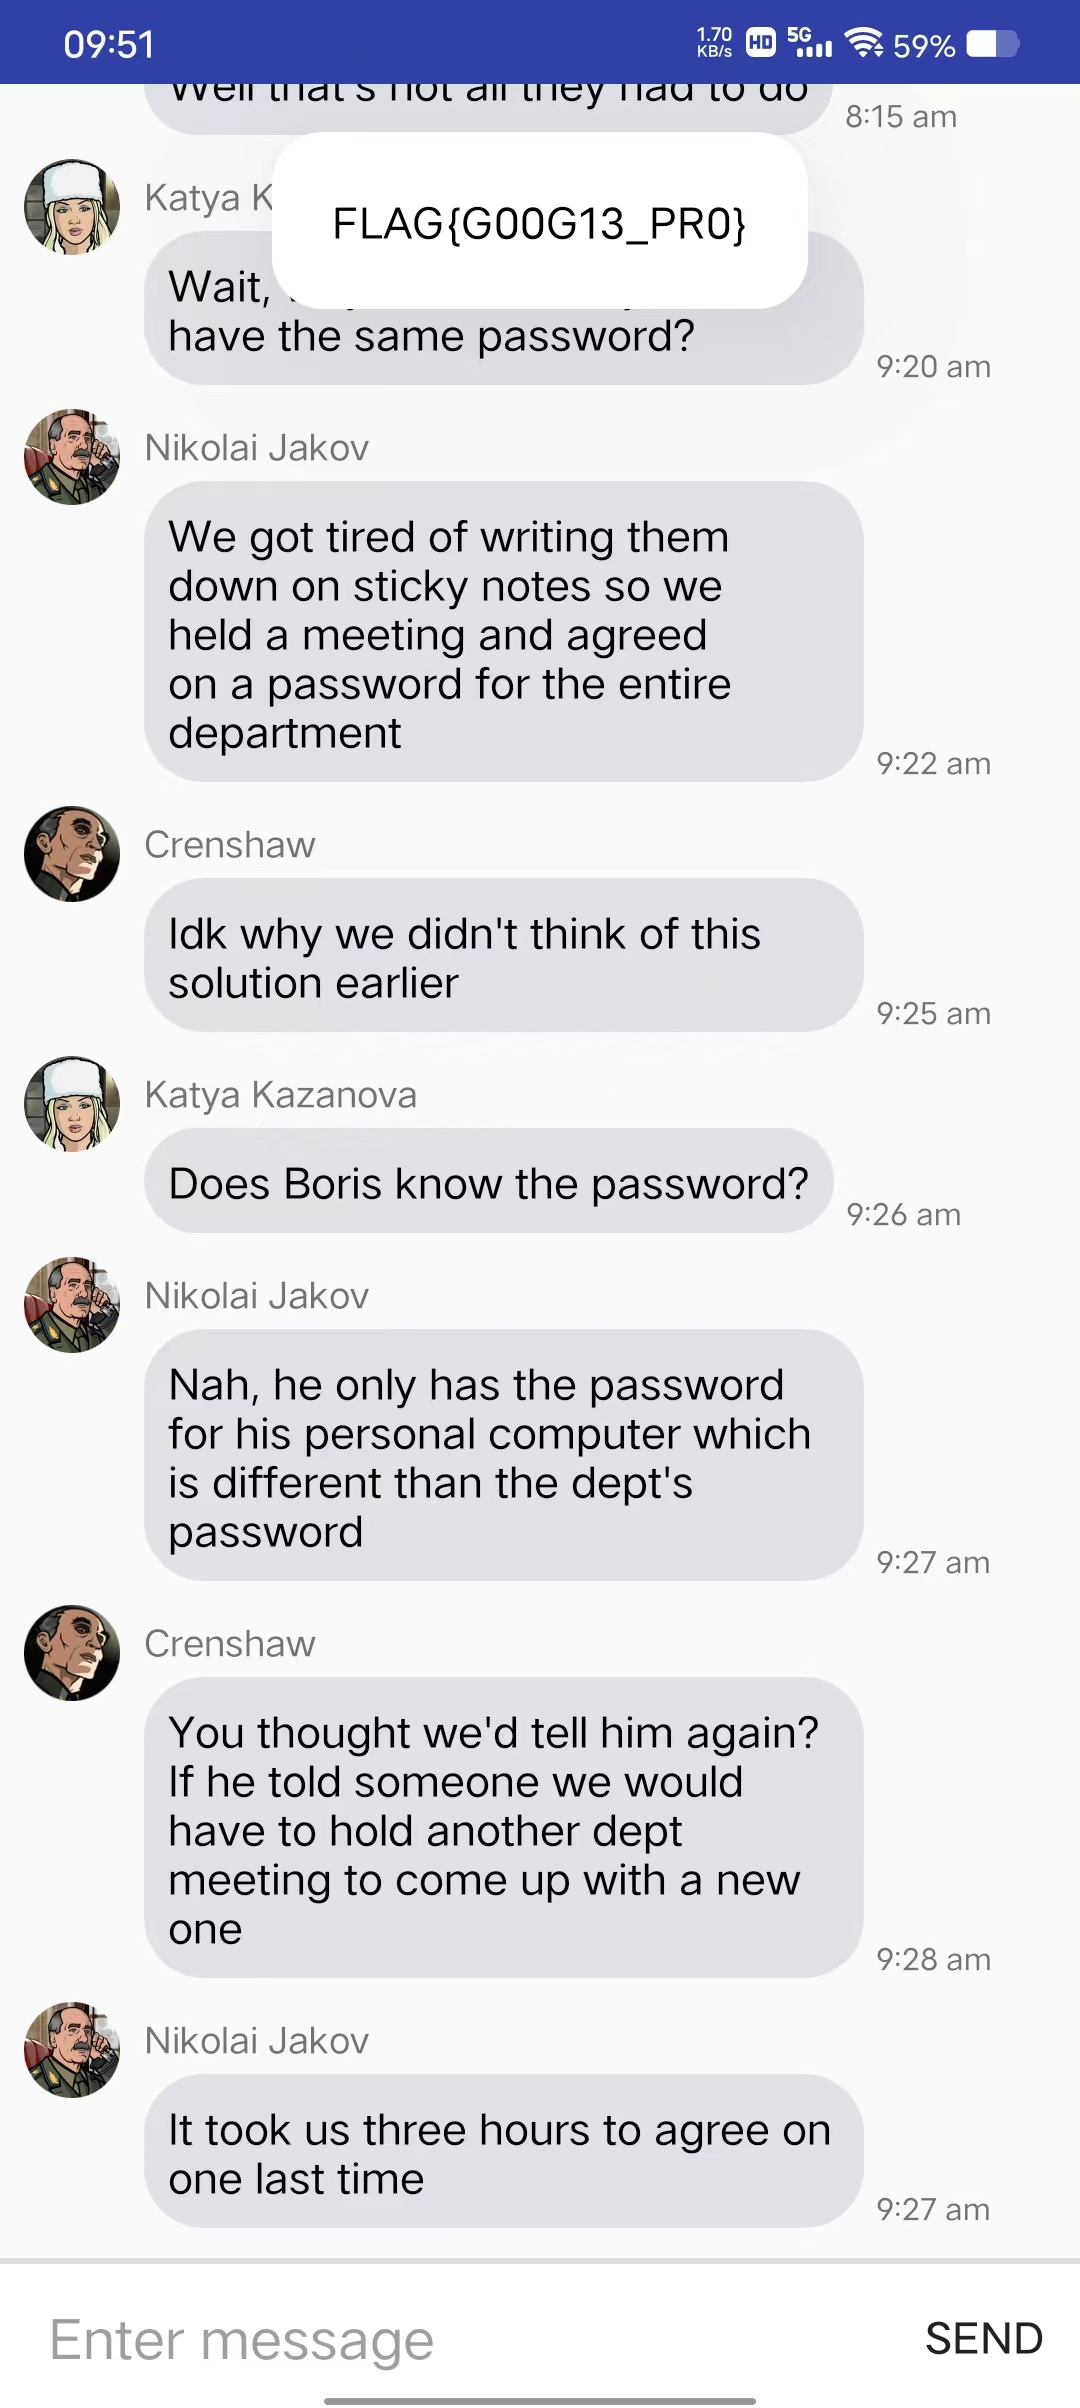 09:51
1.70
KB/s
HD
5G
59%
Well that's not all they had to do
8:15 am
Katya K
FLAG{G00G13_PR0}
Wait,
have the same password?
9:20 am
Nikolai Jakov
We got tired of writing them
down on sticky notes so we
held a meeting and agreed
on a password for the entire
department
9:22 am
Crenshaw
Idk why we didn't think of this
solution earlier
9:25 am
Katya Kazanova
Does Boris know the password?
9:26 am
Nikolai Jakov
Nah, he only has the password
for his personal computer which
is different than the dept's
password
9:27 am
Crenshaw
You thought we'd tell him again?
If he told someone we would
have to hold another dept
meeting to come up with a new
one
9:28 am
Nikolai Jakov
It took us three hours to agree on
one last time
9:27 am
Enter message
SEND